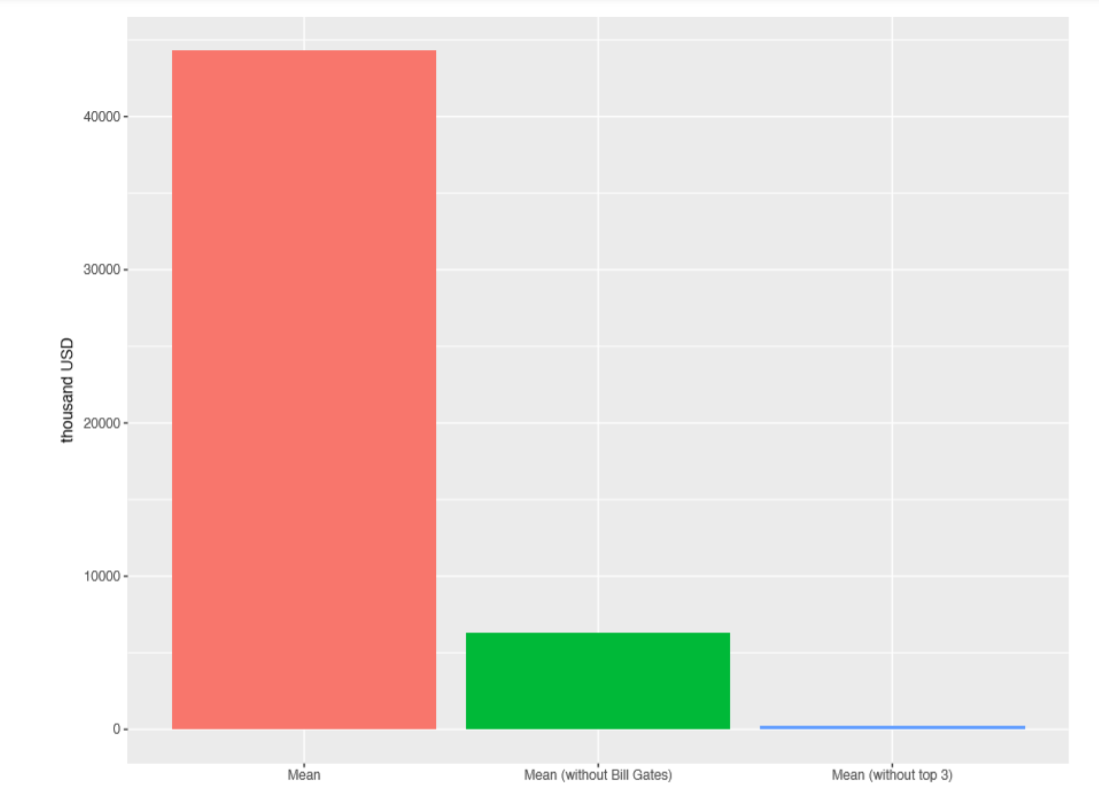 40000
30000
thousand USD
20000
10000
0
Mean
Mean (without Bill Gates)
Mean (without top 3)